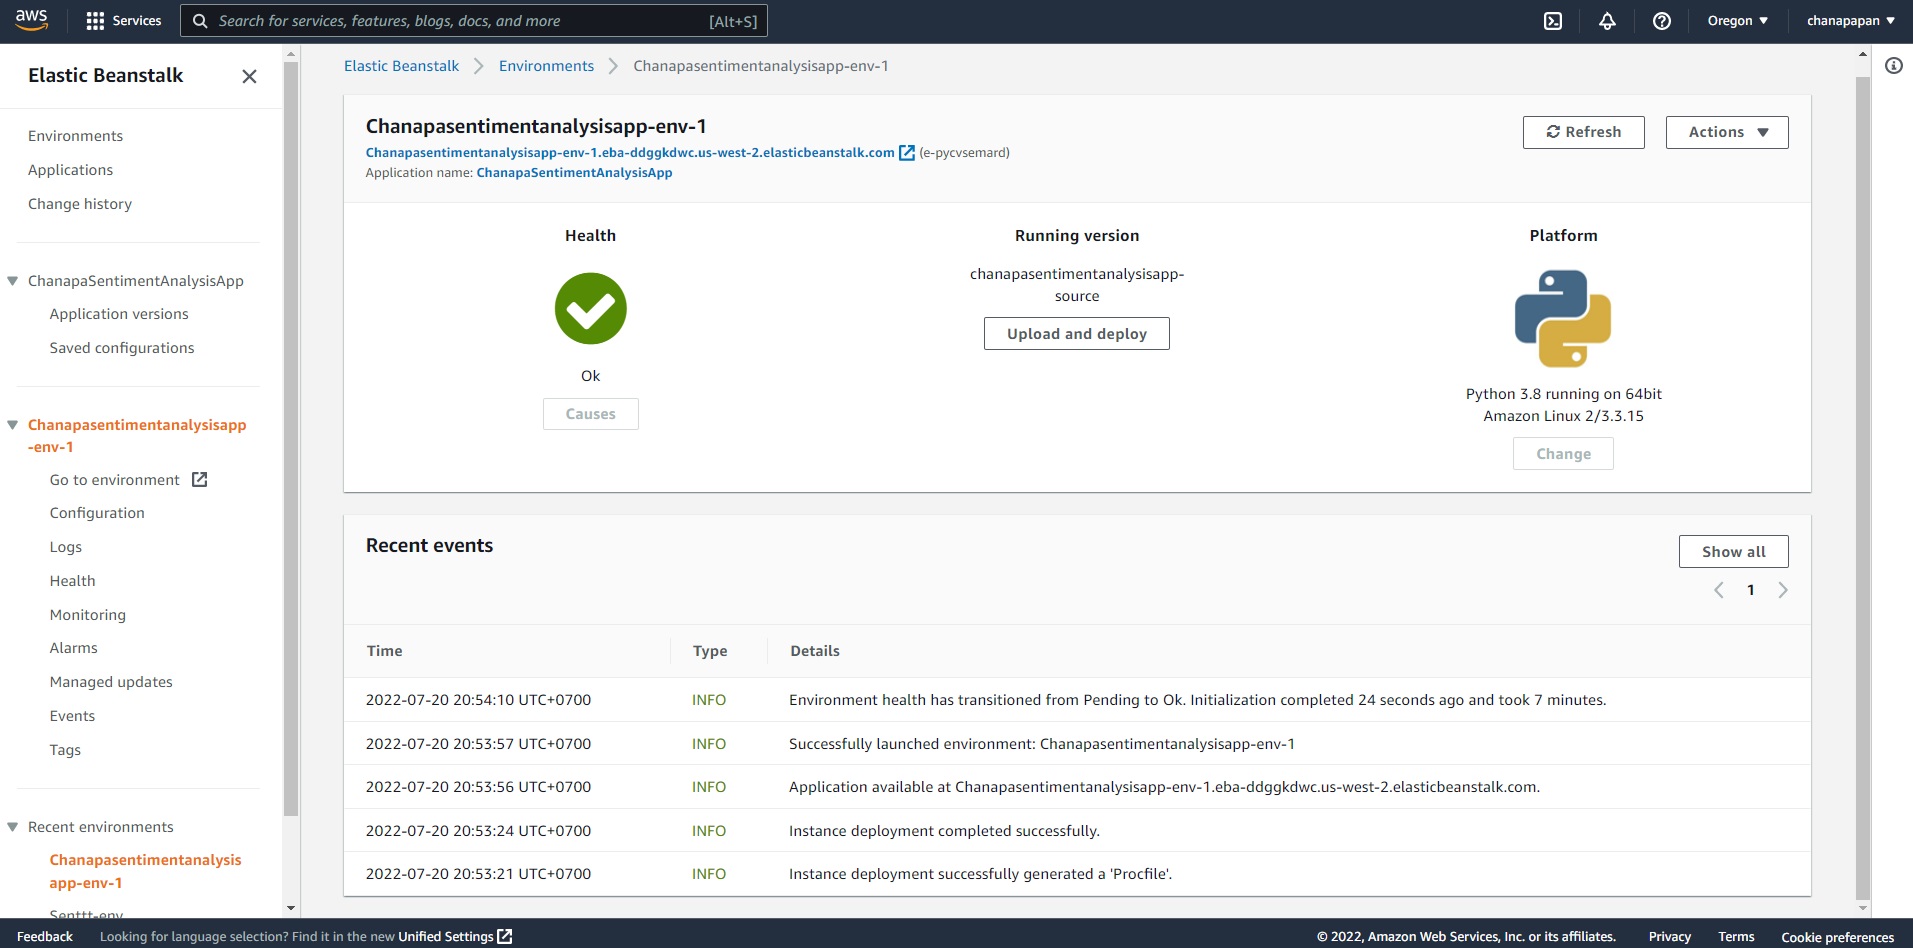 aws
Services
Search for services, features, blogs, docs, and more
[Alt+S]
Oregon
chanapapan
Elastic Beanstalk
Environments
Applications
Change history
ChanapaSentimentAnalysisApp
Application versions
Saved configurations
Chanapasentimentanalysisapp
-env-1
Go to environment
Configuration
Logs
Health
Monitoring
Alarms
Managed updates
Events
Tags
Recent environments
Chanapasentimentanalysis
app-env-1
Senttt-env
Elastic Beanstalk
Environments
Chanapasentimentanalysisapp-env-1
Chanapasentimentanalysisapp-env-1
Chanapasentimentanalysisapp-env-1.eba-ddggkdwc.us-west-2.elasticbeanstalk.com (e-pycvsemard)
Application name: ChanapaSentimentAnalysisApp
Refresh
Actions
Health
Ok
Causes
Running version
chanapasentimentanalysisapp-
source
Upload and deploy
Platform
Python 3.8 running on 64bit
Amazon Linux 2/3.3.15
Change
Recent events
Show all
1
Time Type Details
2022-07-20 20:54:10 UTC+0700 INFO Environment health has transitioned from Pending to Ok. Initialization completed 24 seconds ago and took 7 minutes.
2022-07-20 20:53:57 UTC+0700 INFO Successfully launched environment: Chanapasentimentanalysisapp-env-1
2022-07-20 20:53:56 UTC+0700 INFO Application available at Chanapasentimentanalysisapp-env-1.eba-ddggkdwc.us-west-2.elasticbeanstalk.com.
2022-07-20 20:53:24 UTC+0700 INFO Instance deployment completed successfully.
2022-07-20 20:53:21 UTC+0700 INFO Instance deployment successfully generated a 'Procfile'.
Feedback
Looking for language selection? Find it in the new Unified Settings
© 2022, Amazon Web Services, Inc. or its affiliates.
Privacy
Terms
Cookie preferences